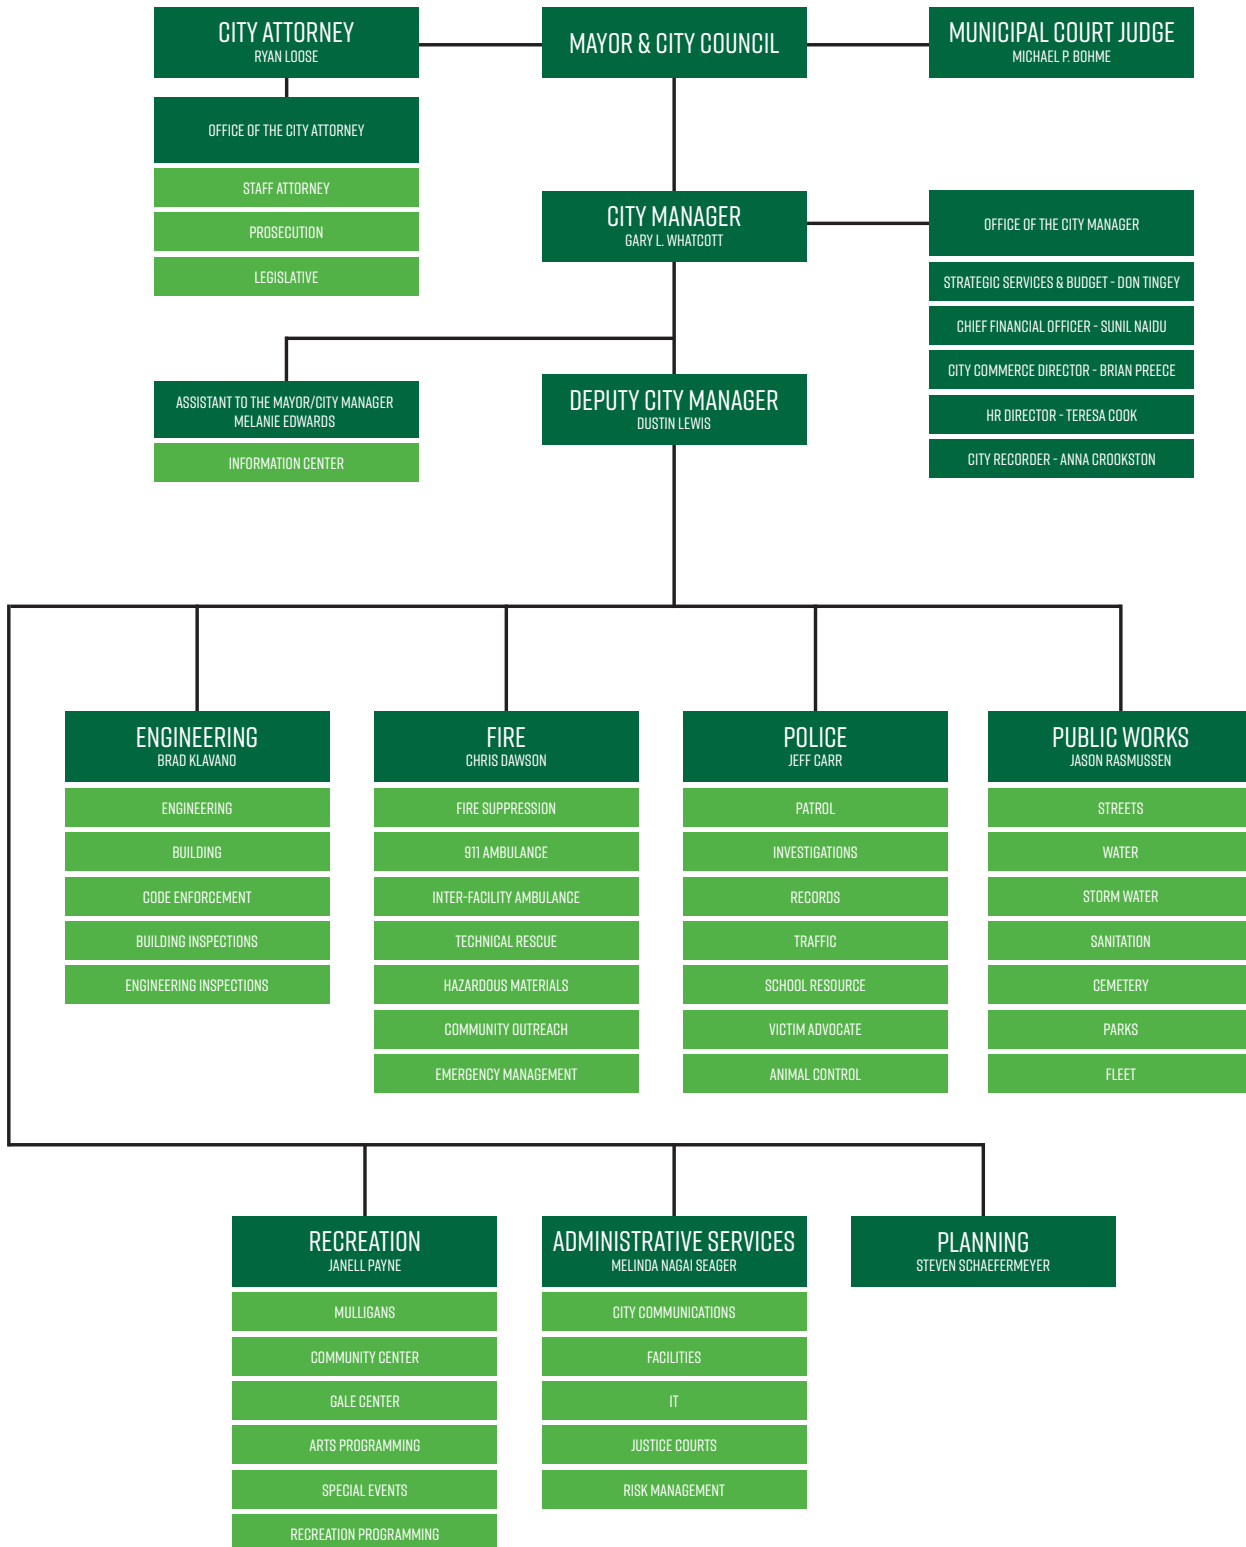 CITY ATTORNEY
RYAN LOOSE
MAYOR & CITY COUNCIL
MUNICIPAL COURT JUDGE
MICHAEL P. BOHME
OFFICE OF THE CITY ATTORNEY
STAFF ATTORNEY
PROSECUTION
LEGISLATIVE
CITY MANAGER
GARY L. WHATCOTT
OFFICE OF THE CITY MANAGER
STRATEGIC SERVICES & BUDGET - DON TINGEY
CHIEF FINANCIAL OFFICER - SUNIL NAIDU
CITY COMMERCE DIRECTOR - BRIAN PREECE
HR DIRECTOR - TERESA COOK
CITY RECORDER - ANNA CROOKSTON
ASSISTANT TO THE MAYOR/CITY MANAGER
MELANIE EDWARDS
INFORMATION CENTER
DEPUTY CITY MANAGER
DUSTIN LEWIS
ENGINEERING
BRAD KLAVANO
ENGINEERING
BUILDING
CODE ENFORCEMENT
BUILDING INSPECTIONS
ENGINEERING INSPECTIONS
FIRE
CHRIS DAWSON
FIRE SUPPRESSION
911 AMBULANCE
INTER-FACILITY AMBULANCE
TECHNICAL RESCUE
HAZARDOUS MATERIALS
COMMUNITY OUTREACH
EMERGENCY MANAGEMENT
POLICE
JEFF CARR
PATROL
INVESTIGATIONS
RECORDS
TRAFFIC
SCHOOL RESOURCE
VICTIM ADVOCATE
ANIMAL CONTROL
PUBLIC WORKS
JASON RASMUSSEN
STREETS
WATER
STORM WATER
SANITATION
CEMETERY
PARKS
FLEET
RECREATION
JANELL PAYNE
MULLIGANS
COMMUNITY CENTER
GALE CENTER
ARTS PROGRAMMING
SPECIAL EVENTS
RECREATION PROGRAMMING
ADMINISTRATIVE SERVICES
MELINDA NAGAI SEAGER
CITY COMMUNICATIONS
FACILITIES
IT
JUSTICE COURTS
RISK MANAGEMENT
PLANNING
STEVEN SCHAEFERMEYER